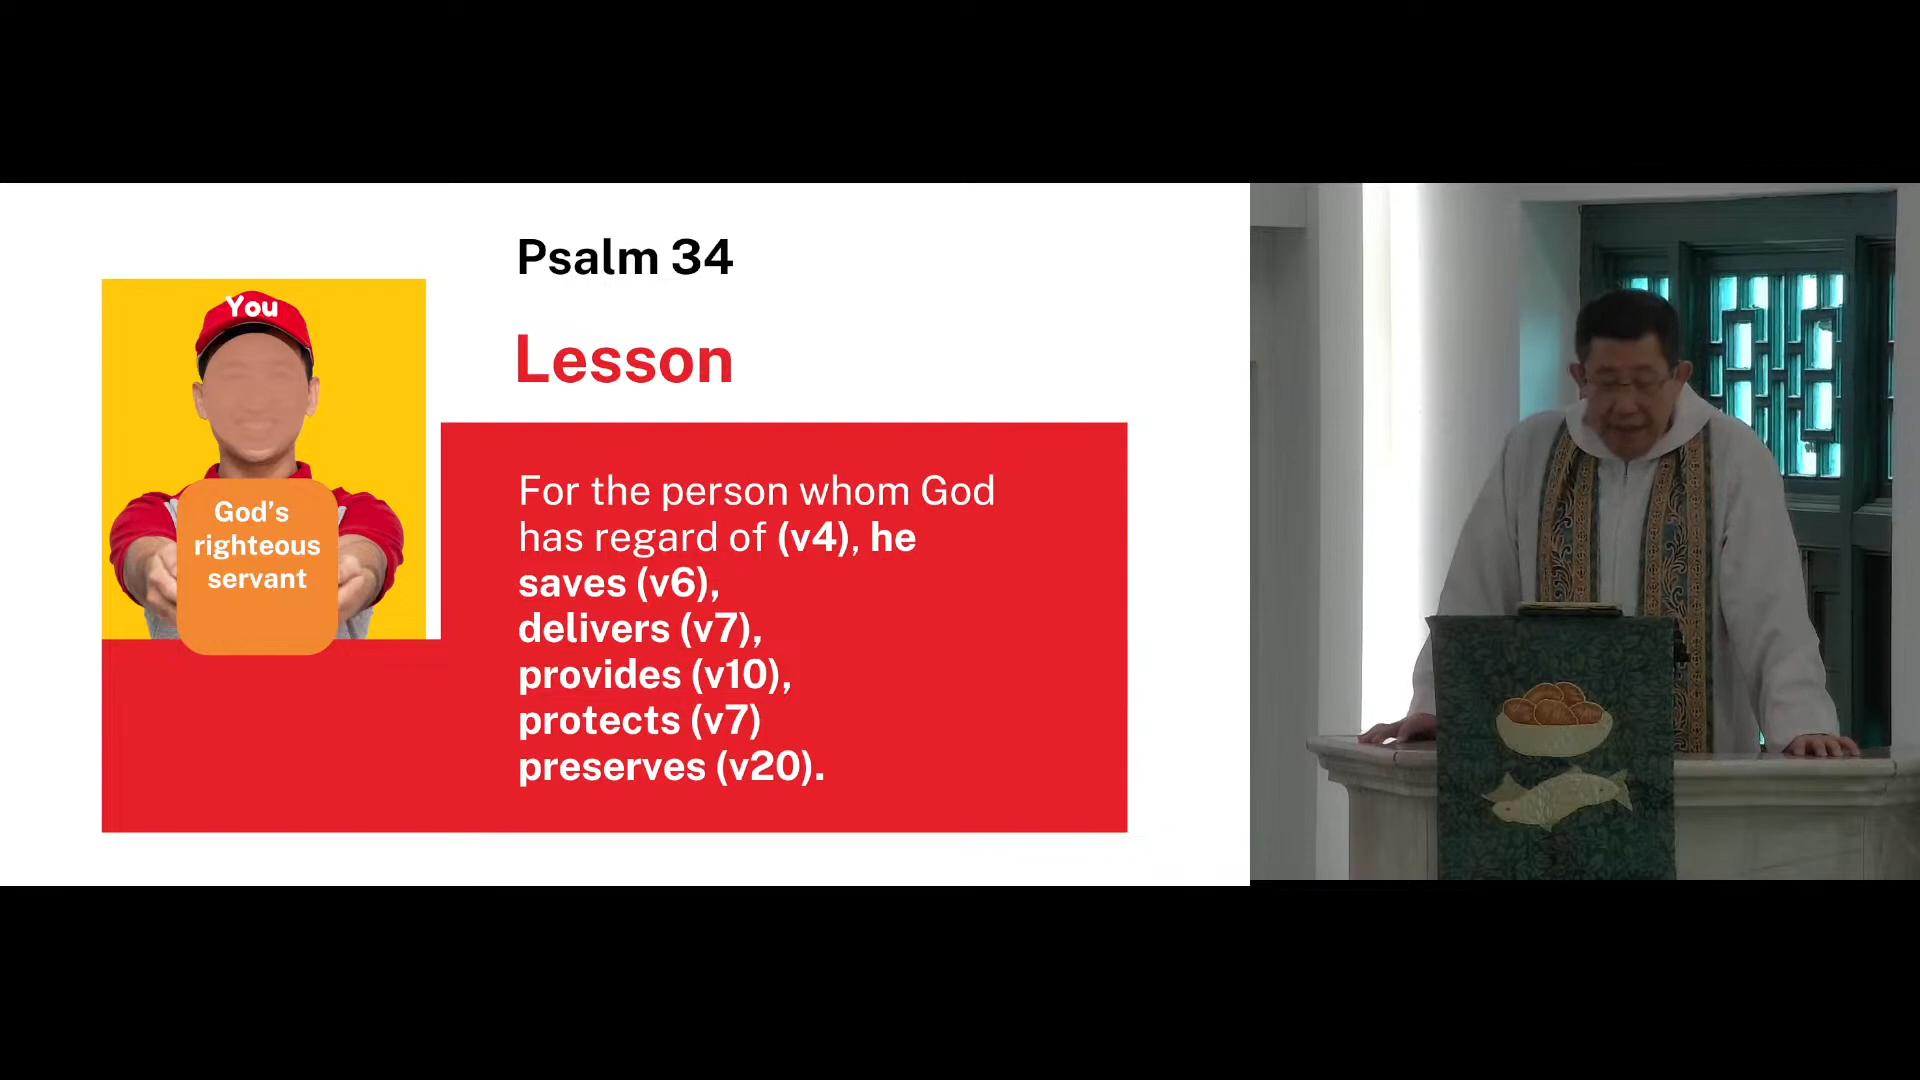 Psalm 34
Lesson
You
God's
righteous
servant
For the person whom God
has regard of (v4), he
saves (v6),
delivers (v7),
provides (v10),
protects (v7)
preserves (v20).